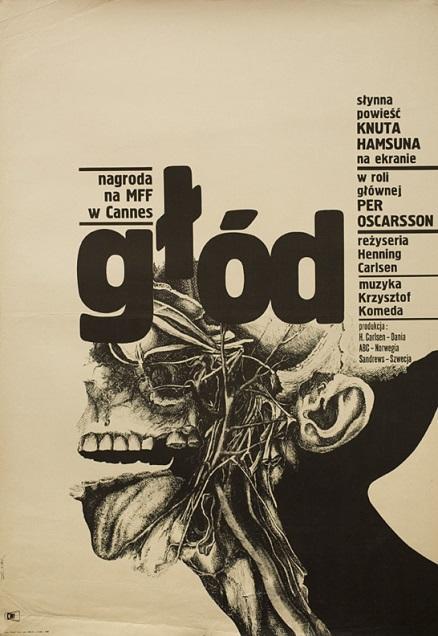 nagroda
na MFF
w Cannes
głód
słynna
powieść
KNUTA
HAMSUNA
na ekranie
w roli
głównej
PER
OSCARSSON
reżyseria
Henning
Carlsen
muzyka
Krzysztof
Komeda
produkcja:
H. Carlsen – Dania
ABC – Norwegia
Sandrews – Szwecja